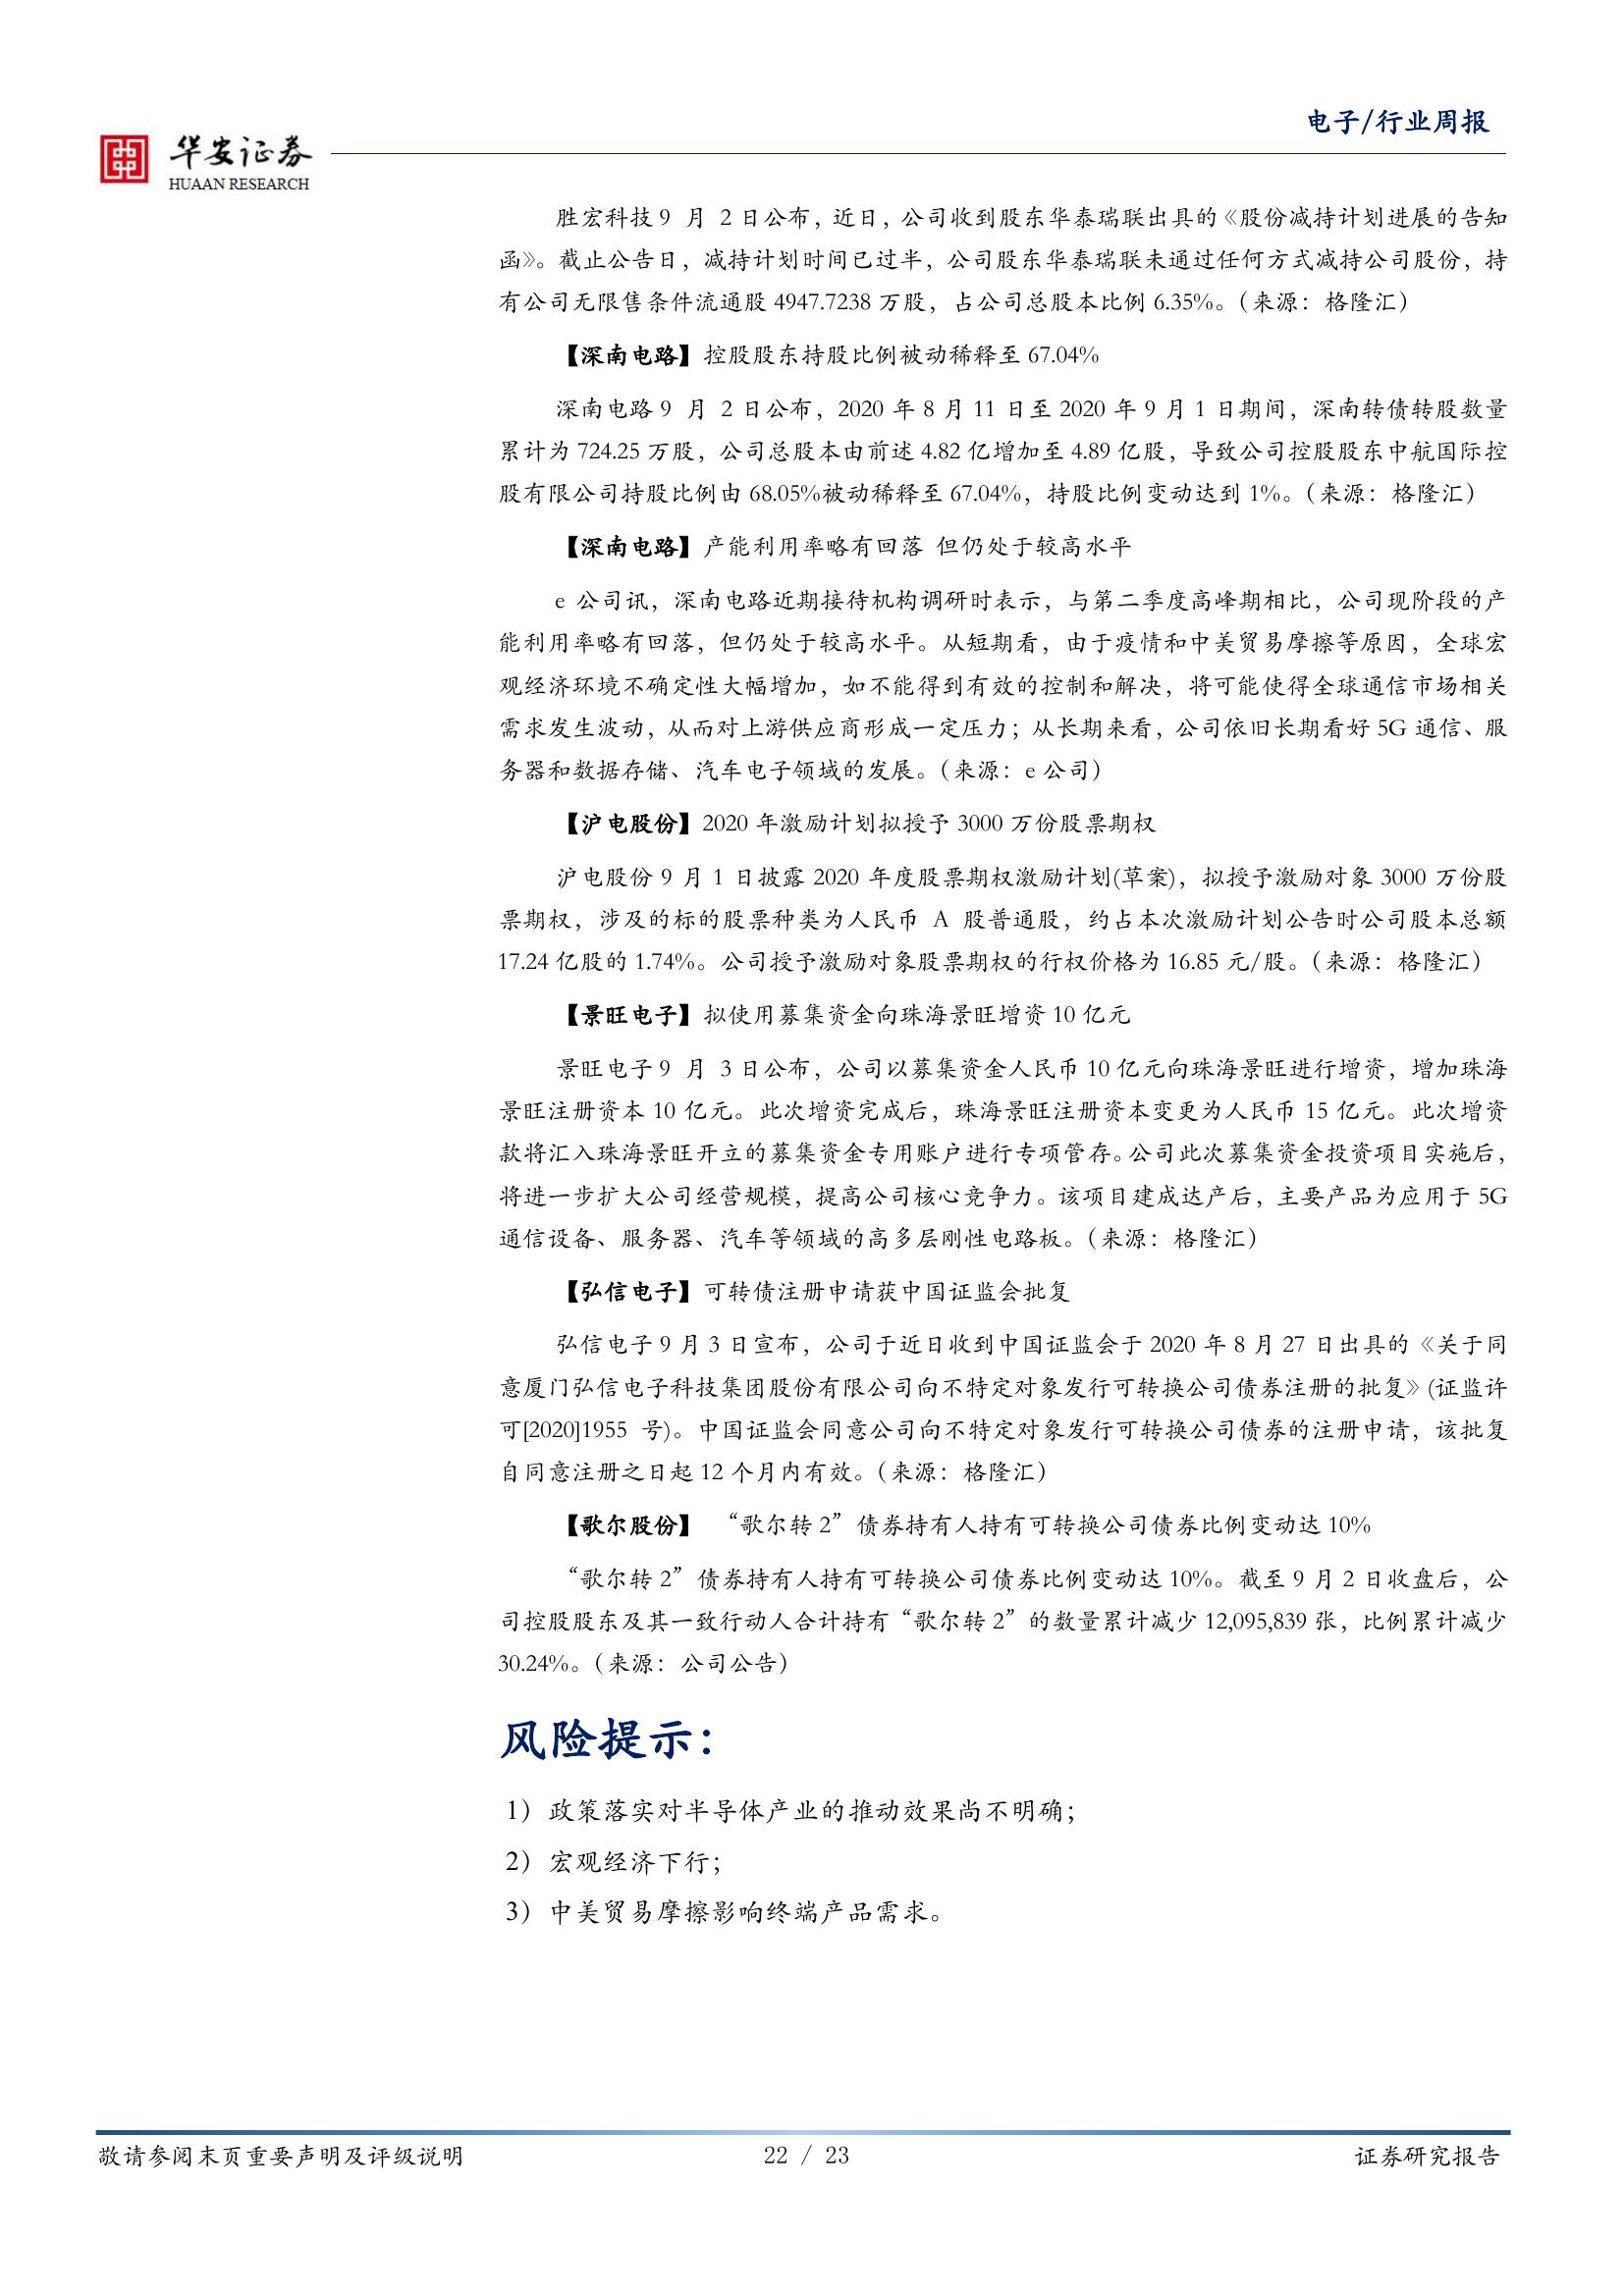 电子/行业周报
华安证券
HUAAN RESEARCH
胜宏科技 9 月 2 日公布，近日，公司收到股东华泰瑞联出具的《股份减持计划进展的告知
函》。截止公告日，减持计划时间已过半，公司股东华泰瑞联未通过任何方式减持公司股份，持
有公司无限售条件流通股 4947.7238 万股，占公司总股本比例 6.35%。（来源：格隆汇）
【深南电路】控股股东持股比例被动稀释至 67.04%
深南电路 9 月 2 日公布，2020 年 8 月 11 日至 2020 年 9 月 1 日期间，深南转债转股数量
累计为 724.25 万股，公司总股本由前述 4.82 亿增加至 4.89 亿股，导致公司控股股东中航国际控
股有限公司持股比例由 68.05%被动稀释至 67.04%，持股比例变动达到 1%。（来源：格隆汇）
【深南电路】产能利用率略有回落 但仍处于较高水平
e 公司讯，深南电路近期接待机构调研时表示，与第二季度高峰期相比，公司现阶段的产
能利用率略有回落，但仍处于较高水平。从短期看，由于疫情和中美贸易摩擦等原因，全球宏
观经济环境不确定性大幅增加，如不能得到有效的控制和解决，将可能使得全球通信市场相关
需求发生波动，从而对上游供应商形成一定压力；从长期来看，公司依旧长期看好 5G 通信、服
务器和数据存储、汽车电子领域的发展。（来源：e 公司）
【沪电股份】2020 年激励计划拟授予 3000 万份股票期权
沪电股份 9 月 1 日披露 2020 年度股票期权激励计划(草案)，拟授予激励对象 3000 万份股
票期权，涉及的标的股票种类为人民币 A 股普通股，约占本次激励计划公告时公司股本总额
17.24 亿股的 1.74%。公司授予激励对象股票期权的行权价格为 16.85 元/股。（来源：格隆汇）
【景旺电子】拟使用募集资金向珠海景旺增资 10 亿元
景旺电子 9 月 3 日公布，公司以募集资金人民币 10 亿元向珠海景旺进行增资，增加珠海
景旺注册资本 10 亿元。此次增资完成后，珠海景旺注册资本变更为人民币 15 亿元。此次增资
款将汇入珠海景旺开立的募集资金专用账户进行专项管存。公司此次募集资金投资项目实施后，
将进一步扩大公司经营规模，提高公司核心竞争力。该项目建成达产后，主要产品为应用于 5G
通信设备、服务器、汽车等领域的高多层刚性电路板。（来源：格隆汇）
【弘信电子】可转债注册申请获中国证监会批复
弘信电子 9 月 3 日宣布，公司于近日收到中国证监会于 2020 年 8 月 27 日出具的《关于同
意厦门弘信电子科技集团股份有限公司向不特定对象发行可转换公司债券注册的批复》(证监许
可[2020]1955 号)。中国证监会同意公司向不特定对象发行可转换公司债券的注册申请，该批复
自同意注册之日起 12 个月内有效。（来源：格隆汇）
【歌尔股份】 “歌尔转 2”债券持有人持有可转换公司债券比例变动达 10%
“歌尔转 2”债券持有人持有可转换公司债券比例变动达 10%。截至 9 月 2 日收盘后，公
司控股股东及其一致行动人合计持有“歌尔转 2”的数量累计减少 12,095,839 张，比例累计减少
30.24%。（来源：公司公告）
风险提示：
1）政策落实对半导体产业的推动效果尚不明确；
2）宏观经济下行；
3）中美贸易摩擦影响终端产品需求。
敬请参阅末页重要声明及评级说明
22 / 23
证券研究报告